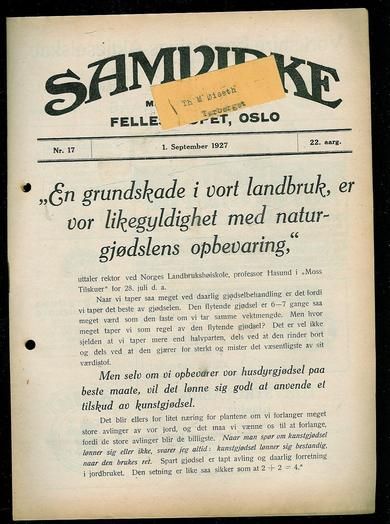 SAMVIRKE
Th M Moseth
FELLESKJØPET, OSLO
Nr. 17
1. September 1927
22. aarg.
„En grundskade i vort landbruk, er
vor likegyldighet med natur-
gjødslens opbevaring,“
uttaler rektor ved Norges Landbrukshøiskole, professor Hasund i „Moss
Tilskuer“ for 28. juli d. a.
Naar vi taper saa meget ved daarlig gjødselbehandling er det fordi
vi taper det beste av gjødselen. Den flytende gjødsel er 6—7 gange saa
meget værd som den faste om vi tar samme vektmengde. Men hvor
meget taper vi som regel av den flytende gjødsel? Det er vel ikke
sjelden at vi taper mere end halvparten, dels ved at den rinder bort
og dels ved at den gjærer for sterkt og mister det væsentligste av sit
værdistof.
Men selv om vi opbevarer vor husdyrgjødsel paa
beste maate, vil det lønne sig godt at anvende et
tilskud av kunstgjødsel.
Det blir ellers for litet næring for plantene om vi forlanger meget
store avlinger av vor jord, og det maa vi vænne os til at forlange,
fordi de store avlinger blir de billigste. Naar man spør om kunstgjødsel
lønner sig eller ikke, svarer jeg altid: kunstgjødsel lønner sig bestandig,
naar den brukes ret. Spart gjødsel er tapt avling og daarlig forretning
i jordbruket. Den setning er like saa sikker som at 2 + 2 = 4.“